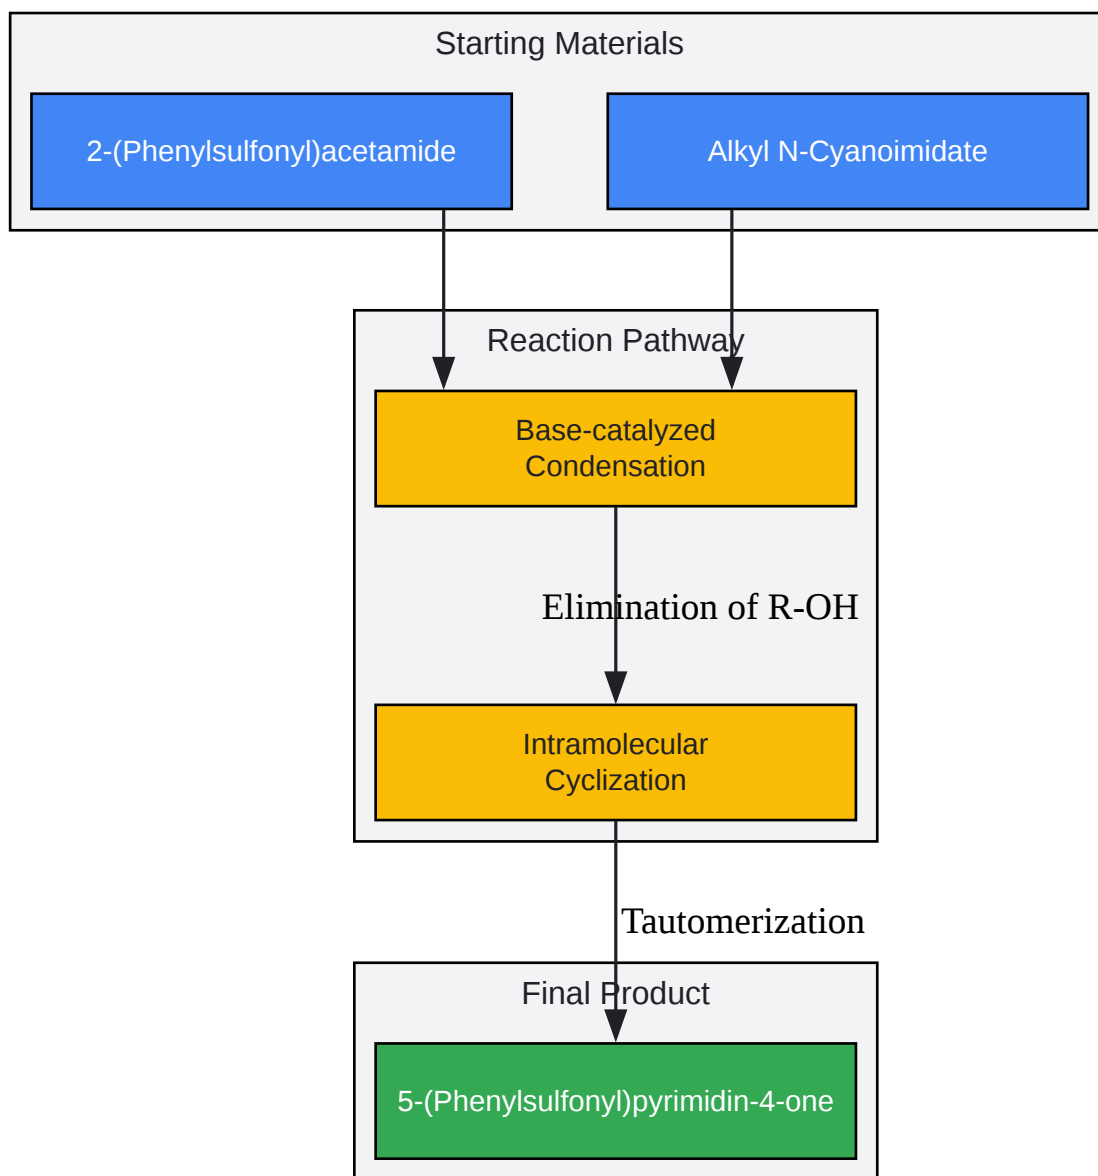 Starting Materials
2-(Phenylsulfonyl)acetamide
Alkyl N-Cyanoimidate
Reaction Pathway
Base-catalyzed
Condensation
Elimination of R-OH
Intramolecular
Cyclization
Tautomerization
Final Product
5-(Phenylsulfonyl)pyrimidin-4-one